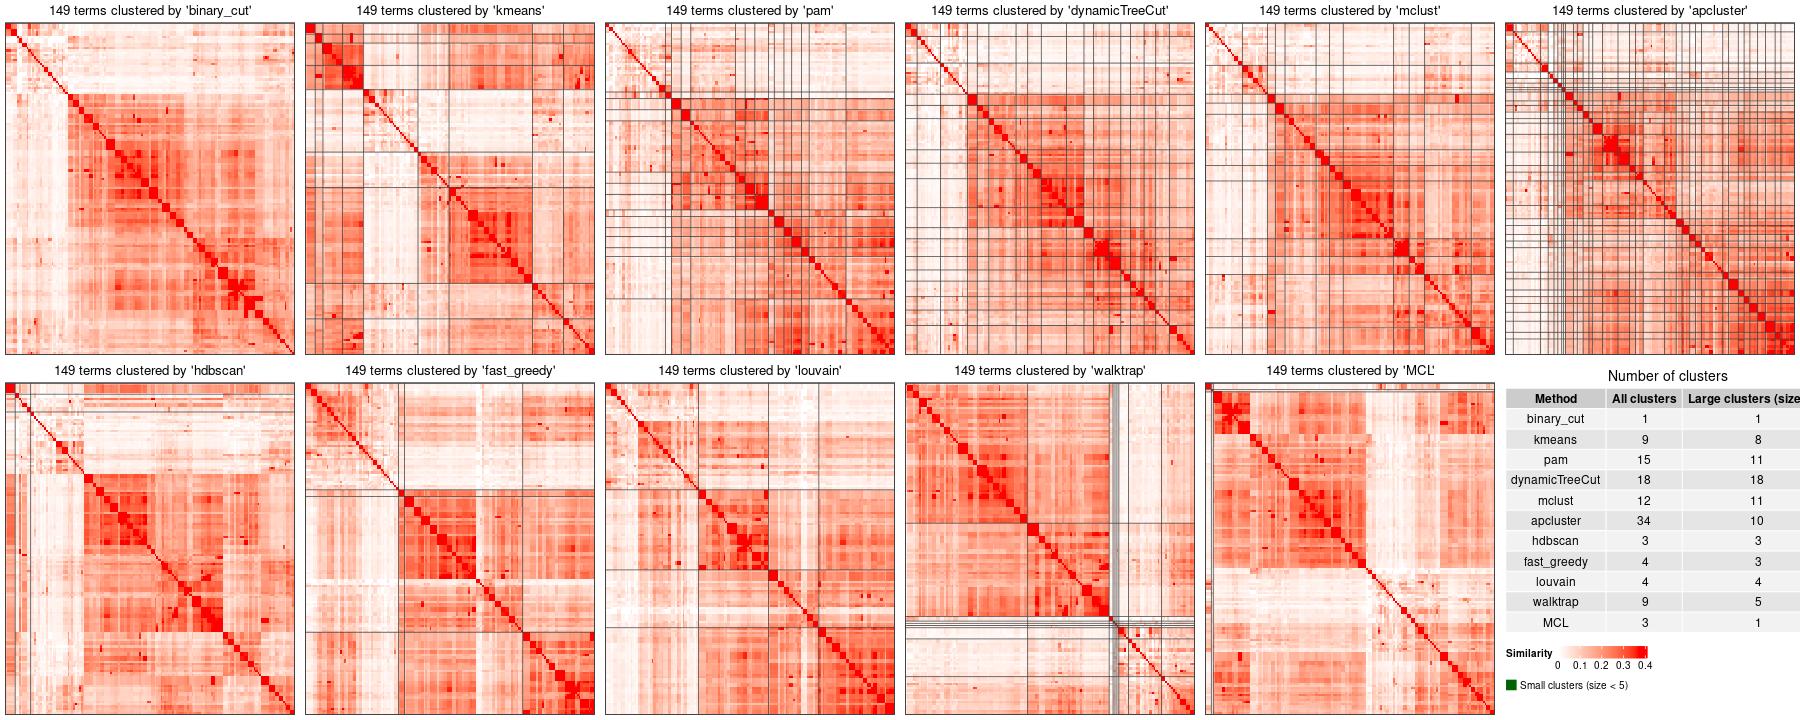 149 terms clustered by 'binary_cut'
149 terms clustered by 'kmeans'
149 terms clustered by 'pam'
149 terms clustered by 'dynamicTreeCut'
149 terms clustered by 'mclust'
149 terms clustered by 'apcluster'
149 terms clustered by 'hdbscan'
149 terms clustered by 'fast_greedy'
149 terms clustered by 'louvain'
149 terms clustered by 'walktrap'
149 terms clustered by 'MCL'
Number of clusters
Method All clusters Large clusters (size
binary_cut 1 1
kmeans 9 8
pam 15 11
dynamicTreeCut 18 18
mclust 12 11
apcluster 34 10
hdbscan 3 3
fast_greedy 4 3
louvain 4 4
walktrap 9 5
MCL 3 1
Similarity
0 0.1 0.2 0.3 0.4
Small clusters (size < 5)